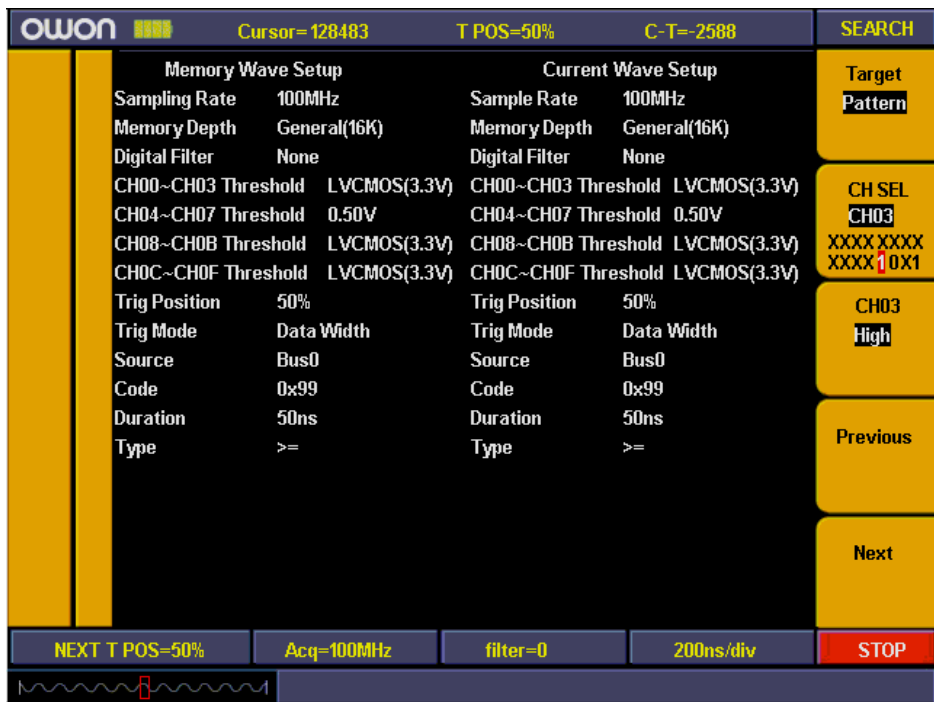 owon Cursor=128483 T POS=50% C-T=-2588 SEARCH
Memory Wave Setup Current Wave Setup
Sampling Rate 100MHz Sample Rate 100MHz
Memory Depth General(16K) Memory Depth General(16K)
Digital Filter None Digital Filter None
CH00~CH03 Threshold LVCMOS(3.3V) CH00~CH03 Threshold LVCMOS(3.3V)
CH04~CH07 Threshold 0.50V CH04~CH07 Threshold 0.50V
CH08~CH0B Threshold LVCMOS(3.3V) CH08~CH0B Threshold LVCMOS(3.3V)
CH0C~CH0F Threshold LVCMOS(3.3V) CH0C~CH0F Threshold LVCMOS(3.3V)
Trig Position 50% Trig Position 50%
Trig Mode Data Width Trig Mode Data Width
Source Bus0 Source Bus0
Code 0x99 Code 0x99
Duration 50ns Duration 50ns
Type >= Type >=
Target
Pattern
CH SEL
CH03
XXXX XXXX
XXXX 1 0X1
CH03
High
Previous
Next
NEXT T POS=50% Acq=100MHz filter=0 200ns/div STOP